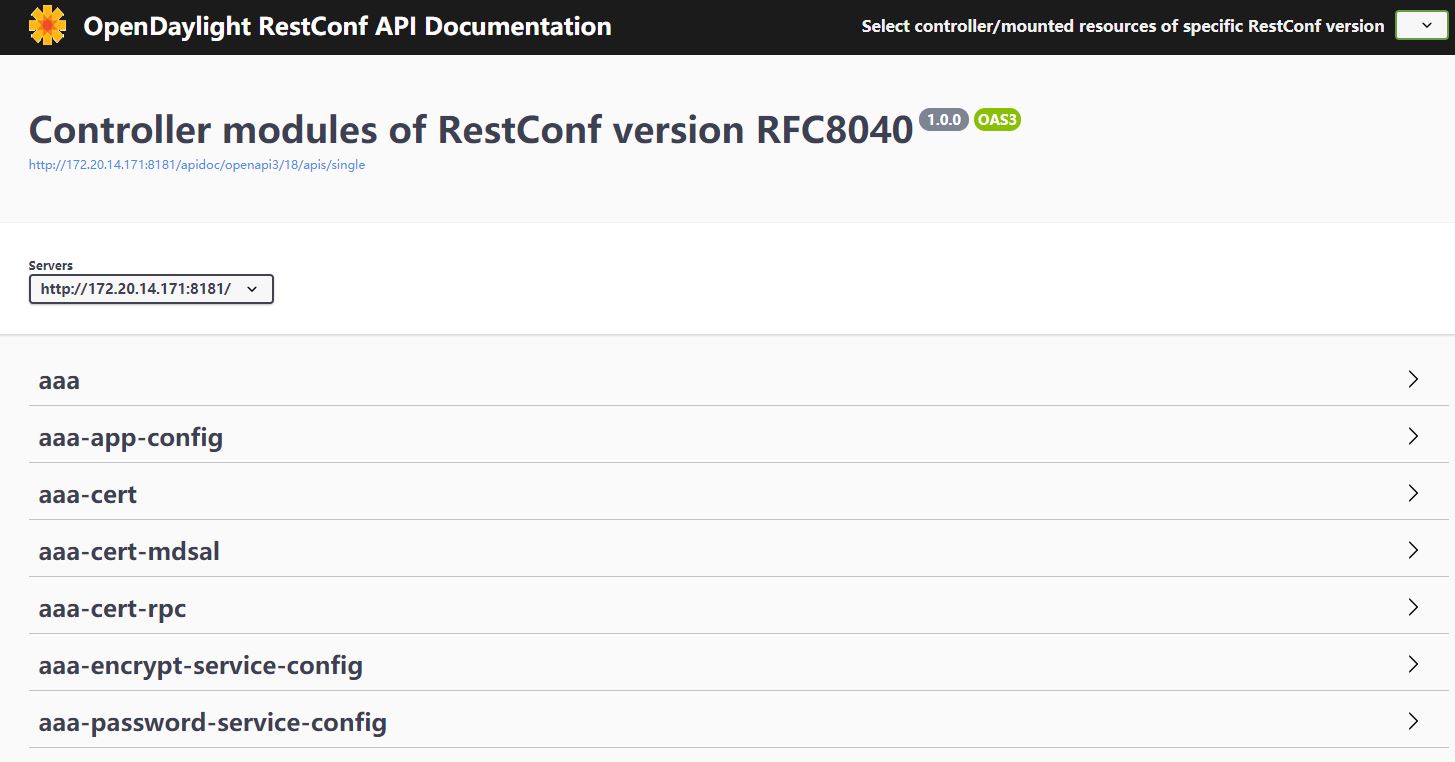 OpenDaylight RestConf API Documentation
Select controller/mounted resources of specific RestConf version
Controller modules of RestConf version RFC8040 1.0.0 OAS3
http://172.20.14.171:8181/apidoc/openapi3/18/apis/single
Servers
http://172.20.14.171:8181/
aaa
aaa-app-config
aaa-cert
aaa-cert-mdsal
aaa-cert-rpc
aaa-encrypt-service-config
aaa-password-service-config